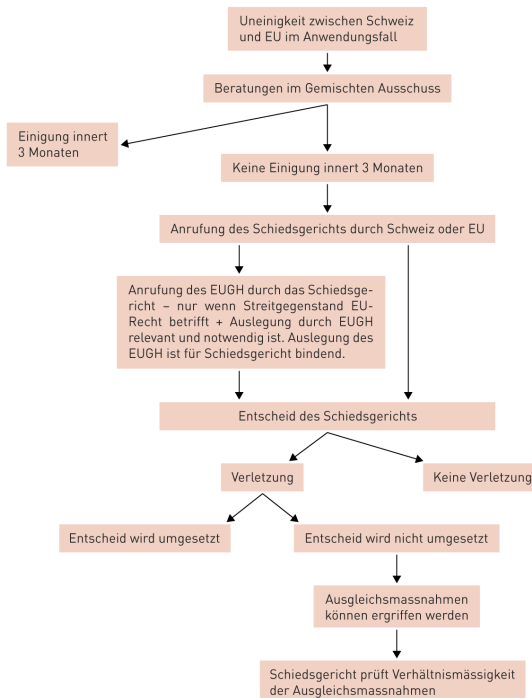 Uneinigkeit zwischen Schweiz
und EU im Anwendungsfall
Beratungen im Gemischten Ausschuss
Einigung innert
3 Monaten
Keine Einigung innert 3 Monaten
Anrufung des Schiedsgerichts durch Schweiz oder EU
Anrufung des EUGH durch das Schiedsge-
richt – nur wenn Streitgegenstand EU-
Recht betrifft + Auslegung durch EUGH
relevant und notwendig ist. Auslegung des
EUGH ist für Schiedsgericht bindend.
Entscheid des Schiedsgerichts
Verletzung
Keine Verletzung
Entscheid wird umgesetzt
Entscheid wird nicht umgesetzt
Ausgleichsmassnahmen
können ergriffen werden
Schiedsgericht prüft Verhältnismässigkeit
der Ausgleichsmassnahmen